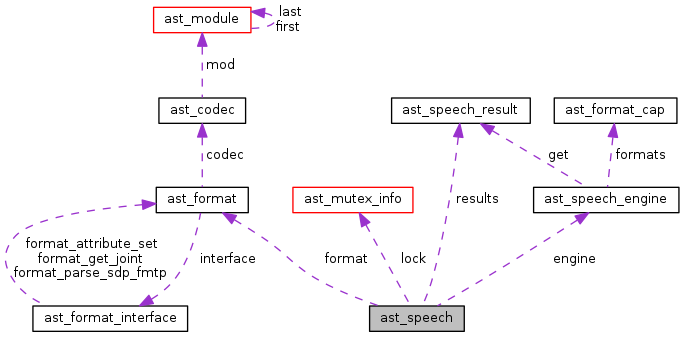 ast_module
last
first
mod
ast_codec
ast_speech_result
ast_format_cap
codec
get
formats
ast_format
ast_mutex_info
results
ast_speech_engine
format_attribute_set
format_get_joint
format_parse_sdp_fmtp
interface
format
lock
engine
ast_format_interface
ast_speech